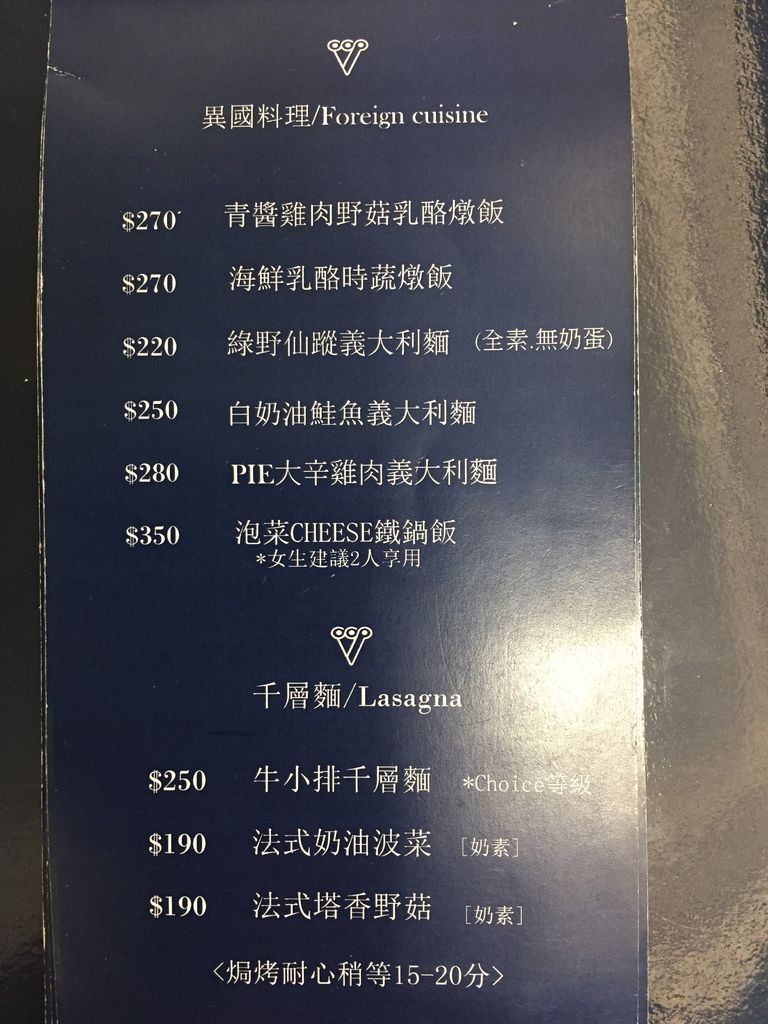 異國料理/Foreign cuisine
$270 青醬雞肉野菇乳酪燉飯
$270 海鮮乳酪時蔬燉飯
$220 綠野仙蹤義大利麵 (全素.無奶蛋)
$250 白奶油鮭魚義大利麵
$280 PIE大辛雞肉義大利麵
$350 泡菜CHEESE鐵鍋飯
*女生建議2人享用
千層麵/Lasagna
$250 牛小排千層麵 *Choice等級
$190 法式奶油波菜 [奶素]
$190 法式塔香野菇 [奶素]
<焗烤耐心稍等15-20分>